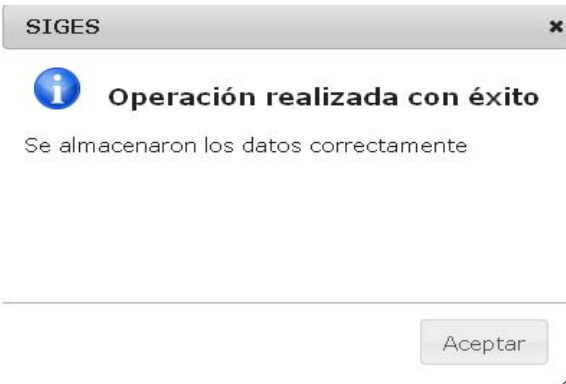 SIGES
Operación realizada con éxito
Se almacenaron los datos correctamente
Aceptar